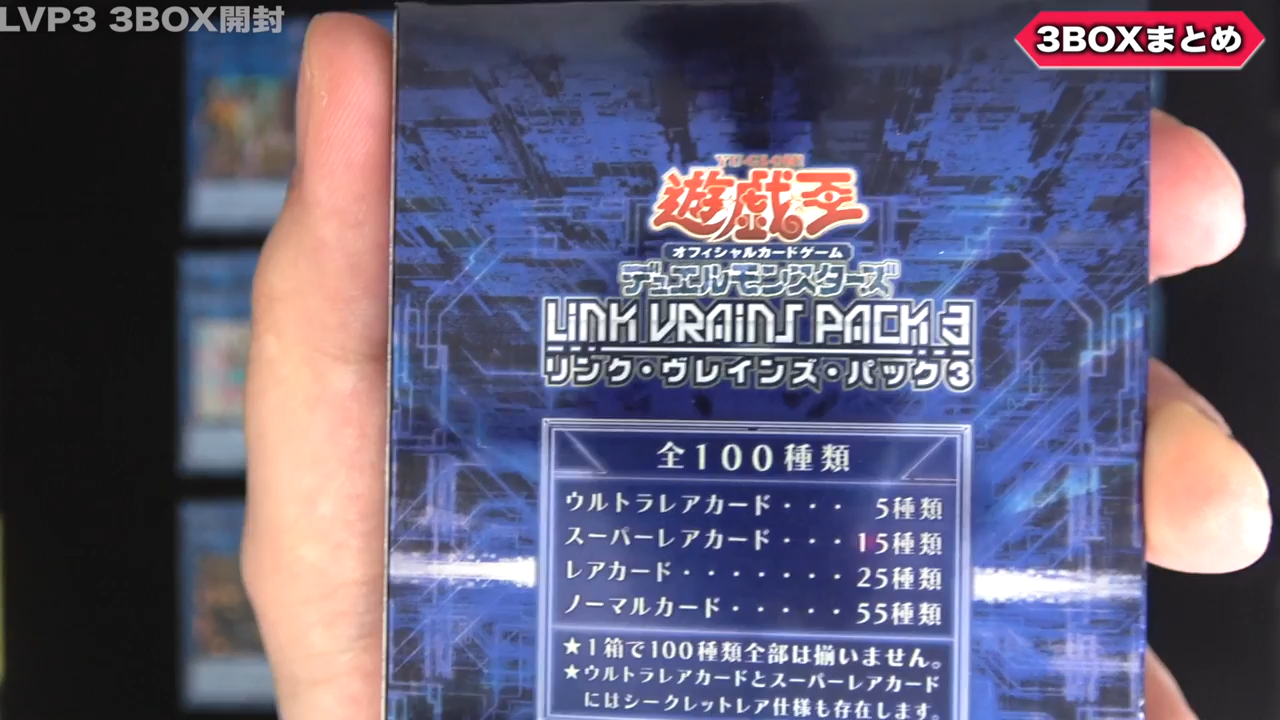 LVP3 3BOX開封
3BOXまとめ
YU-GI-OH!
遊戯王
オフィシャルカードゲーム
デュエルモンスターズ
LINK VRAINS PACK 3
リンク・ヴレインズ・パック3
全100種類
ウルトラレアカード・・・ 5種類
スーパーレアカード・・・ 15種類
レアカード・・・・・・・ 25種類
ノーマルカード・・・・・ 55種類
★1箱で100種類全部は揃いません。
★ウルトラレアカードとスーパーレアカード
にはシークレットレア仕様も存在します。